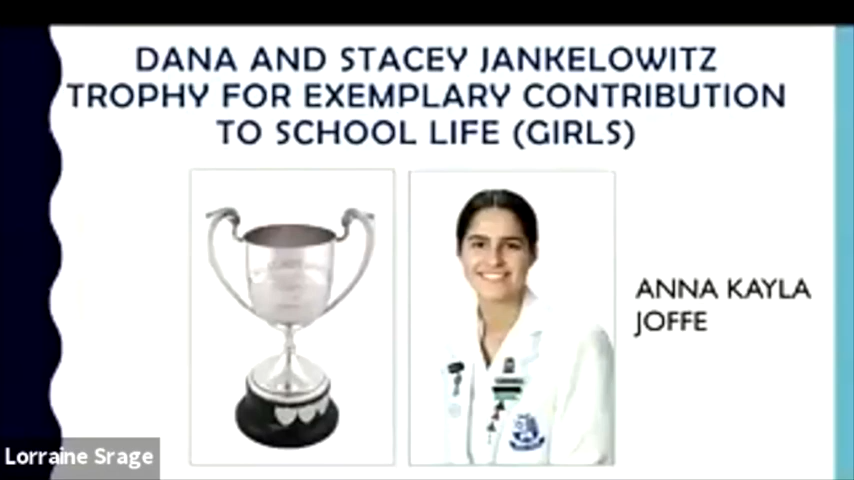 DANA AND STACEY JANKELOWITZ
TROPHY FOR EXEMPLARY CONTRIBUTION
TO SCHOOL LIFE (GIRLS)
ANNA KAYLA
JOFFE
Lorraine Srage